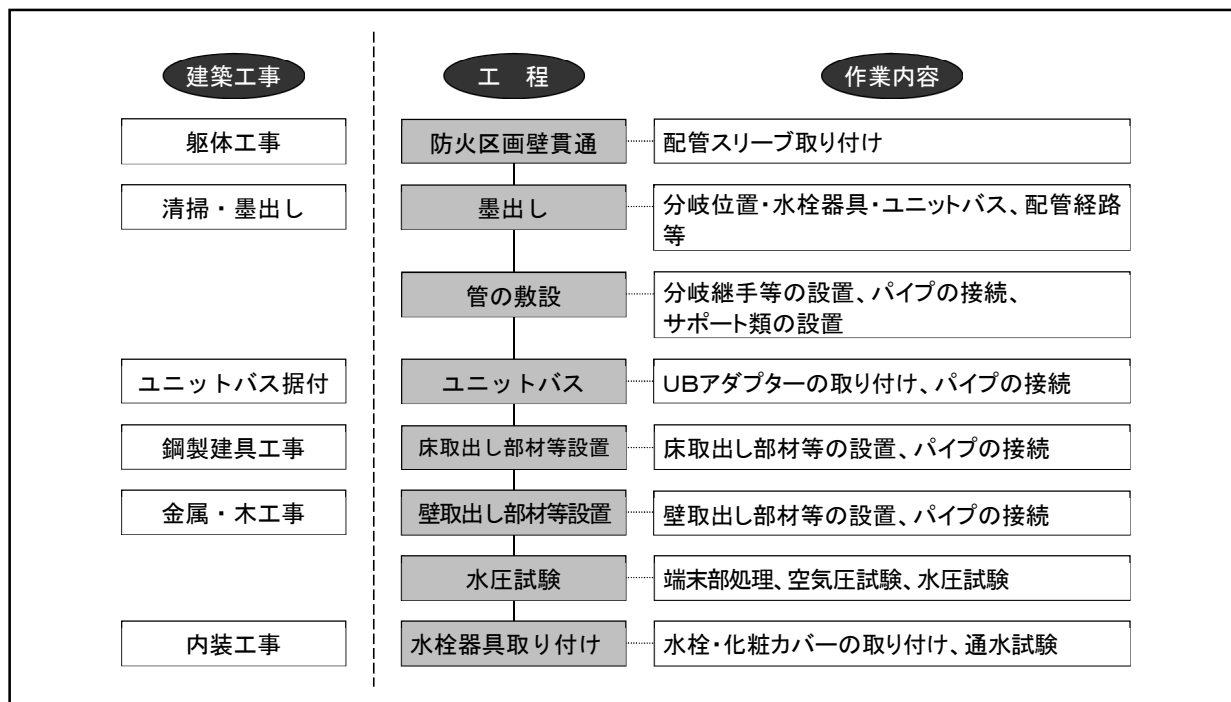 建築工事 工 程 作業内容
躯体工事 防火区画壁貫通 配管スリーブ取り付け
清掃・墨出し 墨出し 分岐位置・水栓器具・ユニットバス、配管経路
等
管の敷設 分岐継手等の設置、パイプの接続、
サポート類の設置
ユニットバス据付 ユニットバス UBアダプターの取り付け、パイプの接続
鋼製建具工事 床取出し部材等設置 床取出し部材等の設置、パイプの接続
金属・木工事 壁取出し部材等設置 壁取出し部材等の設置、パイプの接続
水圧試験 端末部処理、空気圧試験、水圧試験
内装工事 水栓器具取り付け 水栓・化粧カバーの取り付け、通水試験